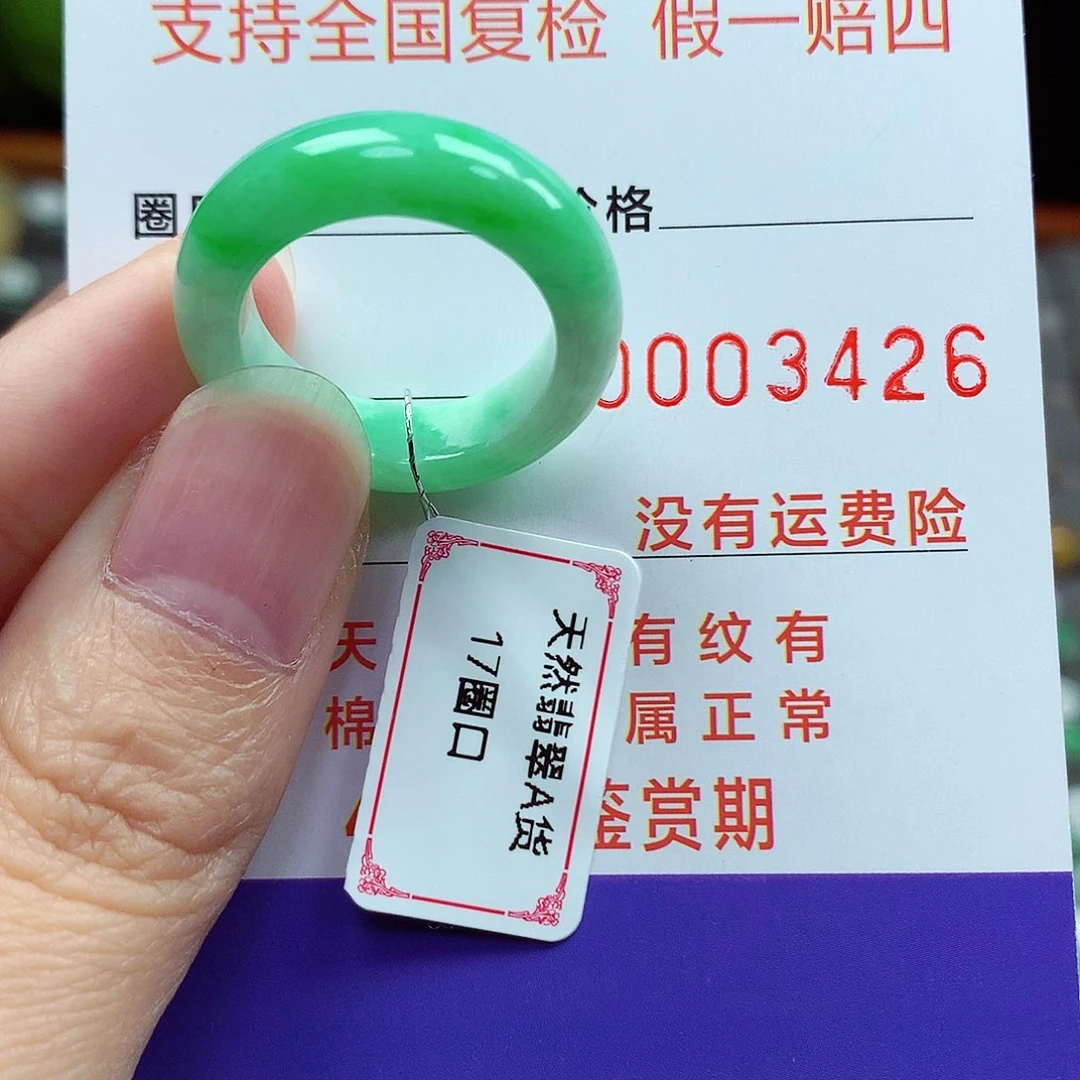 支持全国复检 假一赔四
圈
价格
0003426
没有运费险
天 有纹有
棉 属正常
鉴赏期
天然翡翠A货
17圈口